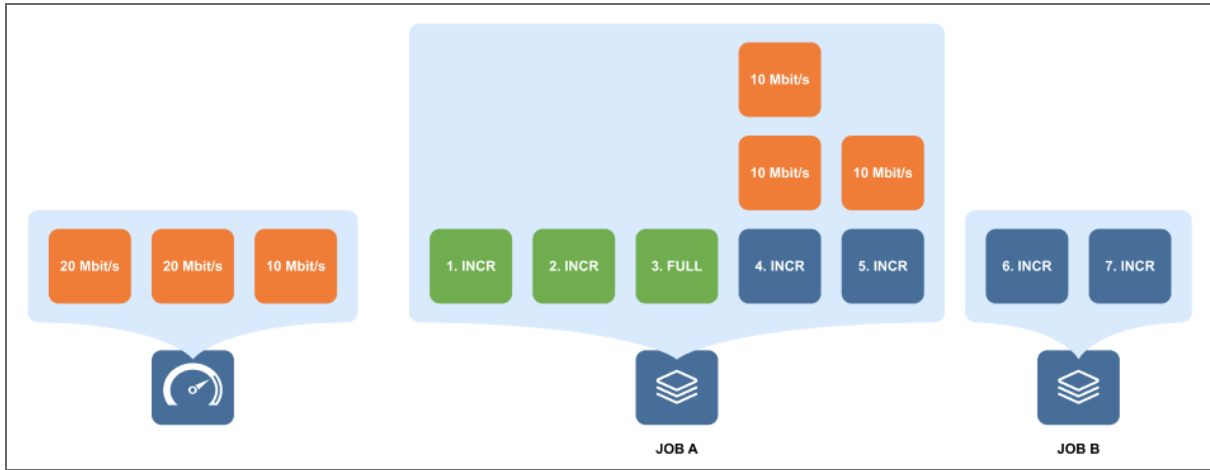 10 Mbit/s
10 Mbit/s
10 Mbit/s
20 Mbit/s
20 Mbit/s
10 Mbit/s
1. INCR
2. INCR
3. FULL
4. INCR
5. INCR
6. INCR
7. INCR
JOB A
JOB B